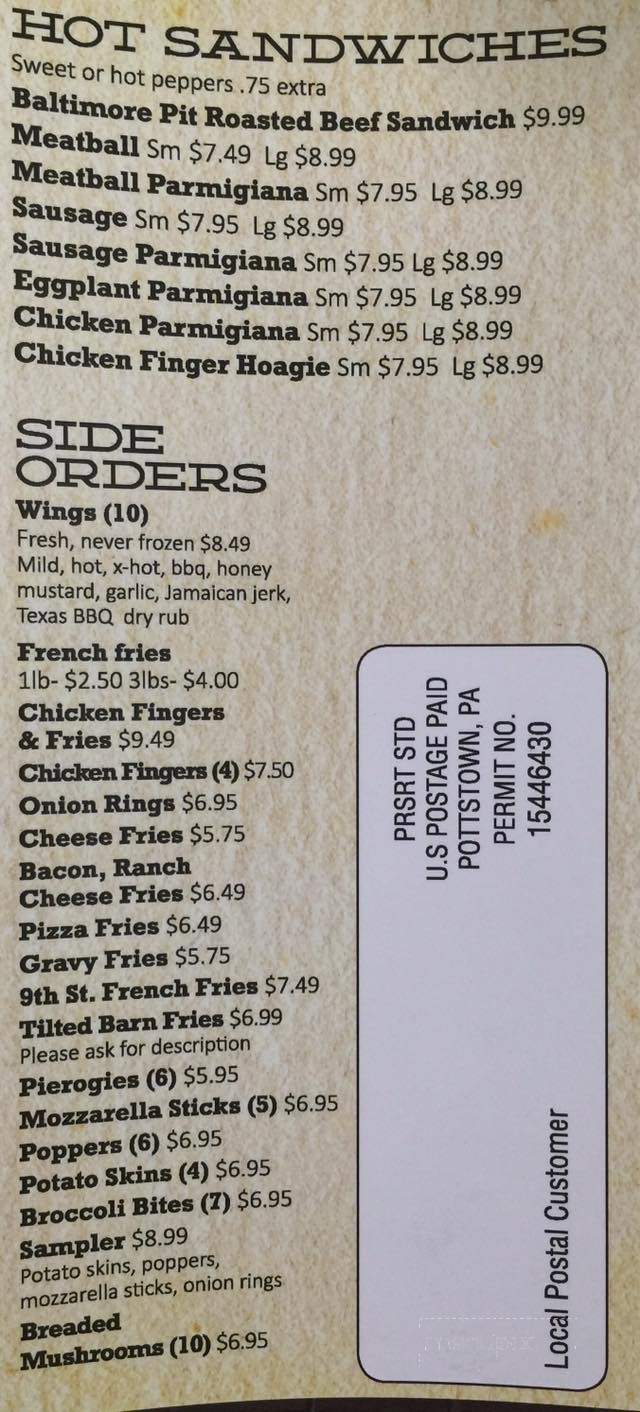 HOT SANDWICHES
Sweet or hot peppers .75 extra
Baltimore Pit Roasted Beef Sandwich $9.99
Meatball Sm $7.49 Lg $8.99
Meatball Parmigiana Sm $7.95 Lg $8.99
Sausage Sm $7.95 Lg $8.99
Sausage Parmigiana Sm $7.95 Lg $8.99
Eggplant Parmigiana Sm $7.95 Lg $8.99
Chicken Parmigiana Sm $7.95 Lg $8.99
Chicken Finger Hoagie Sm $7.95 Lg $8.99
SIDE
ORDERS
Wings (10)
Fresh, never frozen $8.49
Mild, hot, x-hot, bbq, honey
mustard, garlic, Jamaican jerk,
Texas BBQ dry rub
French fries
1lb- $2.50 3lbs- $4.00
Chicken Fingers
& Fries $9.49
Chicken Fingers (4) $7.50
Onion Rings $6.95
Cheese Fries $5.75
Bacon, Ranch
Cheese Fries $6.49
Pizza Fries $6.49
Gravy Fries $5.75
9th St. French Fries $7.49
Tilted Barn Fries $6.99
Please ask for description
Pierogies (6) $5.95
Mozzarella Sticks (5) $6.95
Poppers (6) $6.95
Potato Skins (4) $6.95
Broccoli Bites (7) $6.95
Sampler $8.99
Potato skins, poppers,
mozzarella sticks, onion rings
Breaded
Mushrooms (10) $6.95
PRSRT STD
U.S POSTAGE PAID
POTTSTOWN, PA
PERMIT NO.
15446430
Local Postal Customer